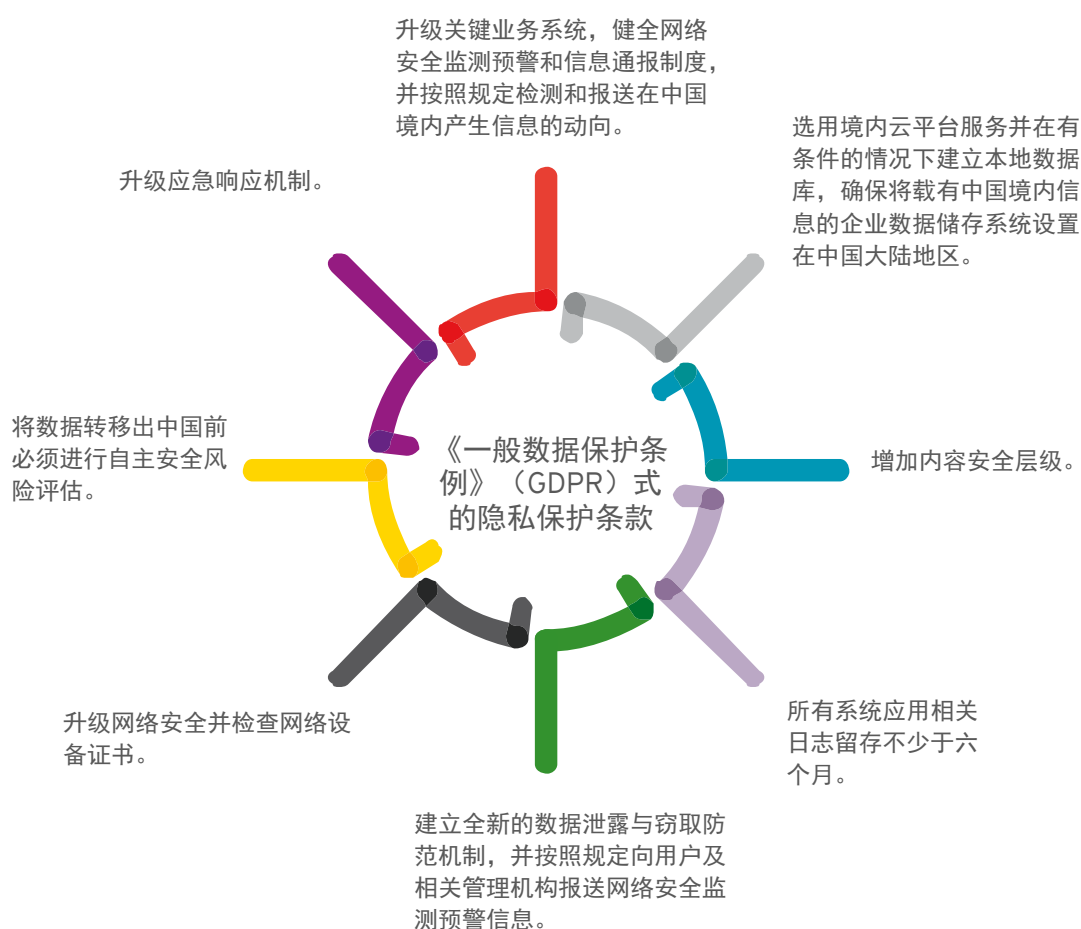 升级关键业务系统，健全网络
安全监测预警和信息通报制度，
并按照规定检测和报送在中国
境内产生信息的动向。
选用境内云平台服务并在有
条件的情况下建立本地数据
库，确保将载有中国境内信
息的企业数据储存系统设置
在中国大陆地区。
升级应急响应机制。
将数据转移出中国前
必须进行自主安全风
险评估。
《一般数据保护条
例》（GDPR）式
的隐私保护条款
增加内容安全层级。
升级网络安全并检查网络设
备证书。
所有系统应用相关
日志留存不少于六
个月。
建立全新的数据泄露与窃取防
范机制，并按照规定向用户及
相关管理机构报送网络安全监
测预警信息。